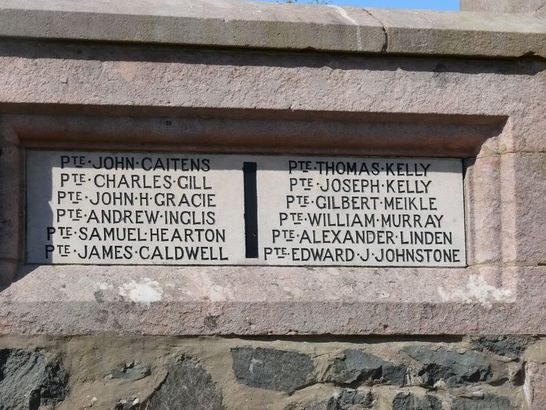 PTE·JOHN·CAITENS
PTE·CHARLES·GILL
PTE·JOHN·H·GRACIE
PTE·ANDREW·INGLIS
PTE·SAMUEL·HEARTON
PTE·JAMES·CALDWELL
PTE·THOMAS·KELLY
PTE·JOSEPH·KELLY
PTE·GILBERT·MEIKLE
PTE·WILLIAM·MURRAY
PTE·ALEXANDER·LINDEN
PTE·EDWARD·J·JOHNSTONE